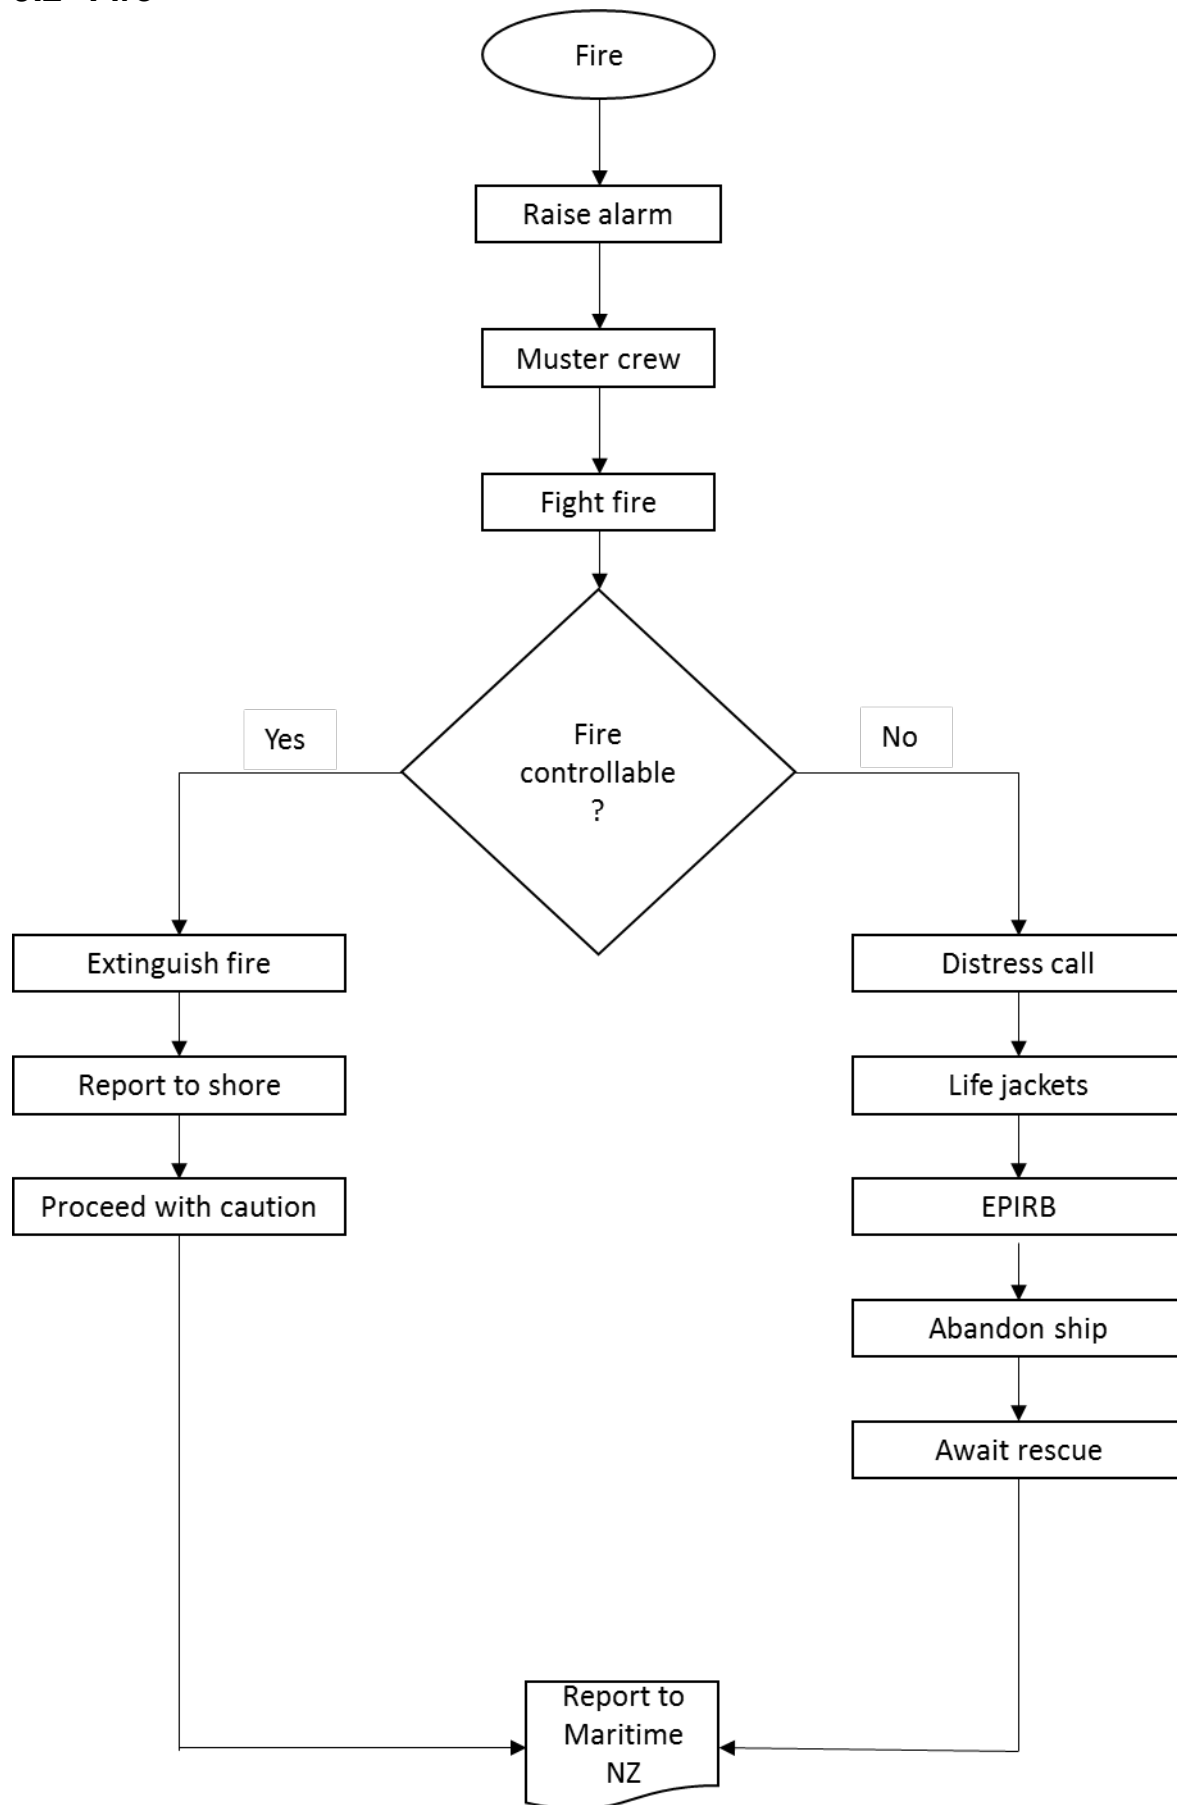 Fire
Raise alarm
Muster crew
Fight fire
Fire
controllable
?
Yes
No
Extinguish fire
Report to shore
Proceed with caution
Distress call
Life jackets
EPIRB
Abandon ship
Await rescue
Report to
Maritime
NZ